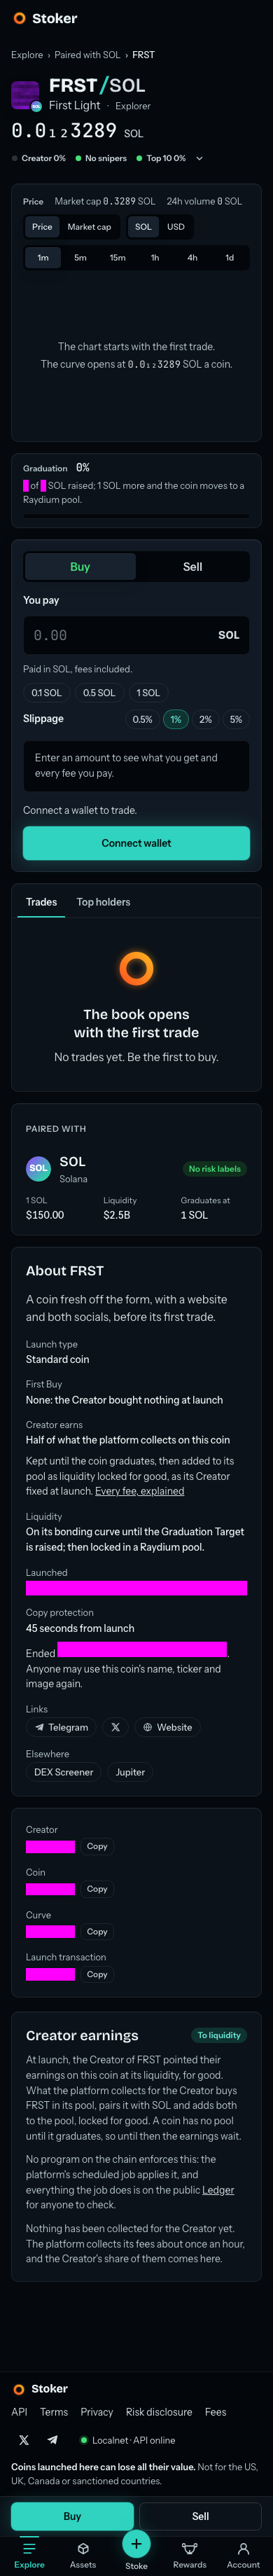 Stoker
Explore › Paired with SOL › FRST
FRST/SOL
SOL
First Light · Explorer
0.0₁₂3289 SOL
Creator 0% No snipers Top 10 0%
Price Market cap 0.3289 SOL 24h volume 0 SOL
Price Market cap SOL USD
1m 5m 15m 1h 4h 1d
The chart starts with the first trade.
The curve opens at 0.0₁₂3289 SOL a coin.
Graduation 0%
of SOL raised; 1 SOL more and the coin moves to a
Raydium pool.
Buy Sell
You pay
0.00 SOL
Paid in SOL, fees included.
0.1 SOL 0.5 SOL 1 SOL
Slippage 0.5% 1% 2% 5%
Enter an amount to see what you get and
every fee you pay.
Connect a wallet to trade.
Connect wallet
Trades Top holders
The book opens
with the first trade
No trades yet. Be the first to buy.
PAIRED WITH
SOL SOL
Solana
No risk labels
1 SOL Liquidity Graduates at
$150.00 $2.5B 1 SOL
About FRST
A coin fresh off the form, with a website
and both socials, before its first trade.
Launch type
Standard coin
First Buy
None: the Creator bought nothing at launch
Creator earns
Half of what the platform collects on this coin
Kept until the coin graduates, then added to its
pool as liquidity locked for good, as its Creator
fixed at launch. Every fee, explained
Liquidity
On its bonding curve until the Graduation Target
is raised; then locked in a Raydium pool.
Launched
Copy protection
45 seconds from launch
Ended .
Anyone may use this coin's name, ticker and
image again.
Links
Telegram X Website
Elsewhere
DEX Screener Jupiter
Creator
Copy
Coin
Copy
Curve
Copy
Launch transaction
Copy
Creator earnings To liquidity
At launch, the Creator of FRST pointed their
earnings on this coin at its liquidity, for good.
What the platform collects for the Creator buys
FRST in its pool, pairs it with SOL and adds both
to the pool, locked for good. A coin has no pool
until it graduates, so until then the earnings wait.
No program on the chain enforces this: the
platform's scheduled job applies it, and
everything the job does is on the public Ledger
for anyone to check.
Nothing has been collected for the Creator yet.
The platform collects its fees about once an hour,
and the Creator's share of them comes here.
Stoker
API Terms Privacy Risk disclosure Fees
Localnet · API online
Coins launched here can lose all their value. Not for the US,
UK, Canada or sanctioned countries.
Buy Sell
Explore Assets Stoke Rewards Account